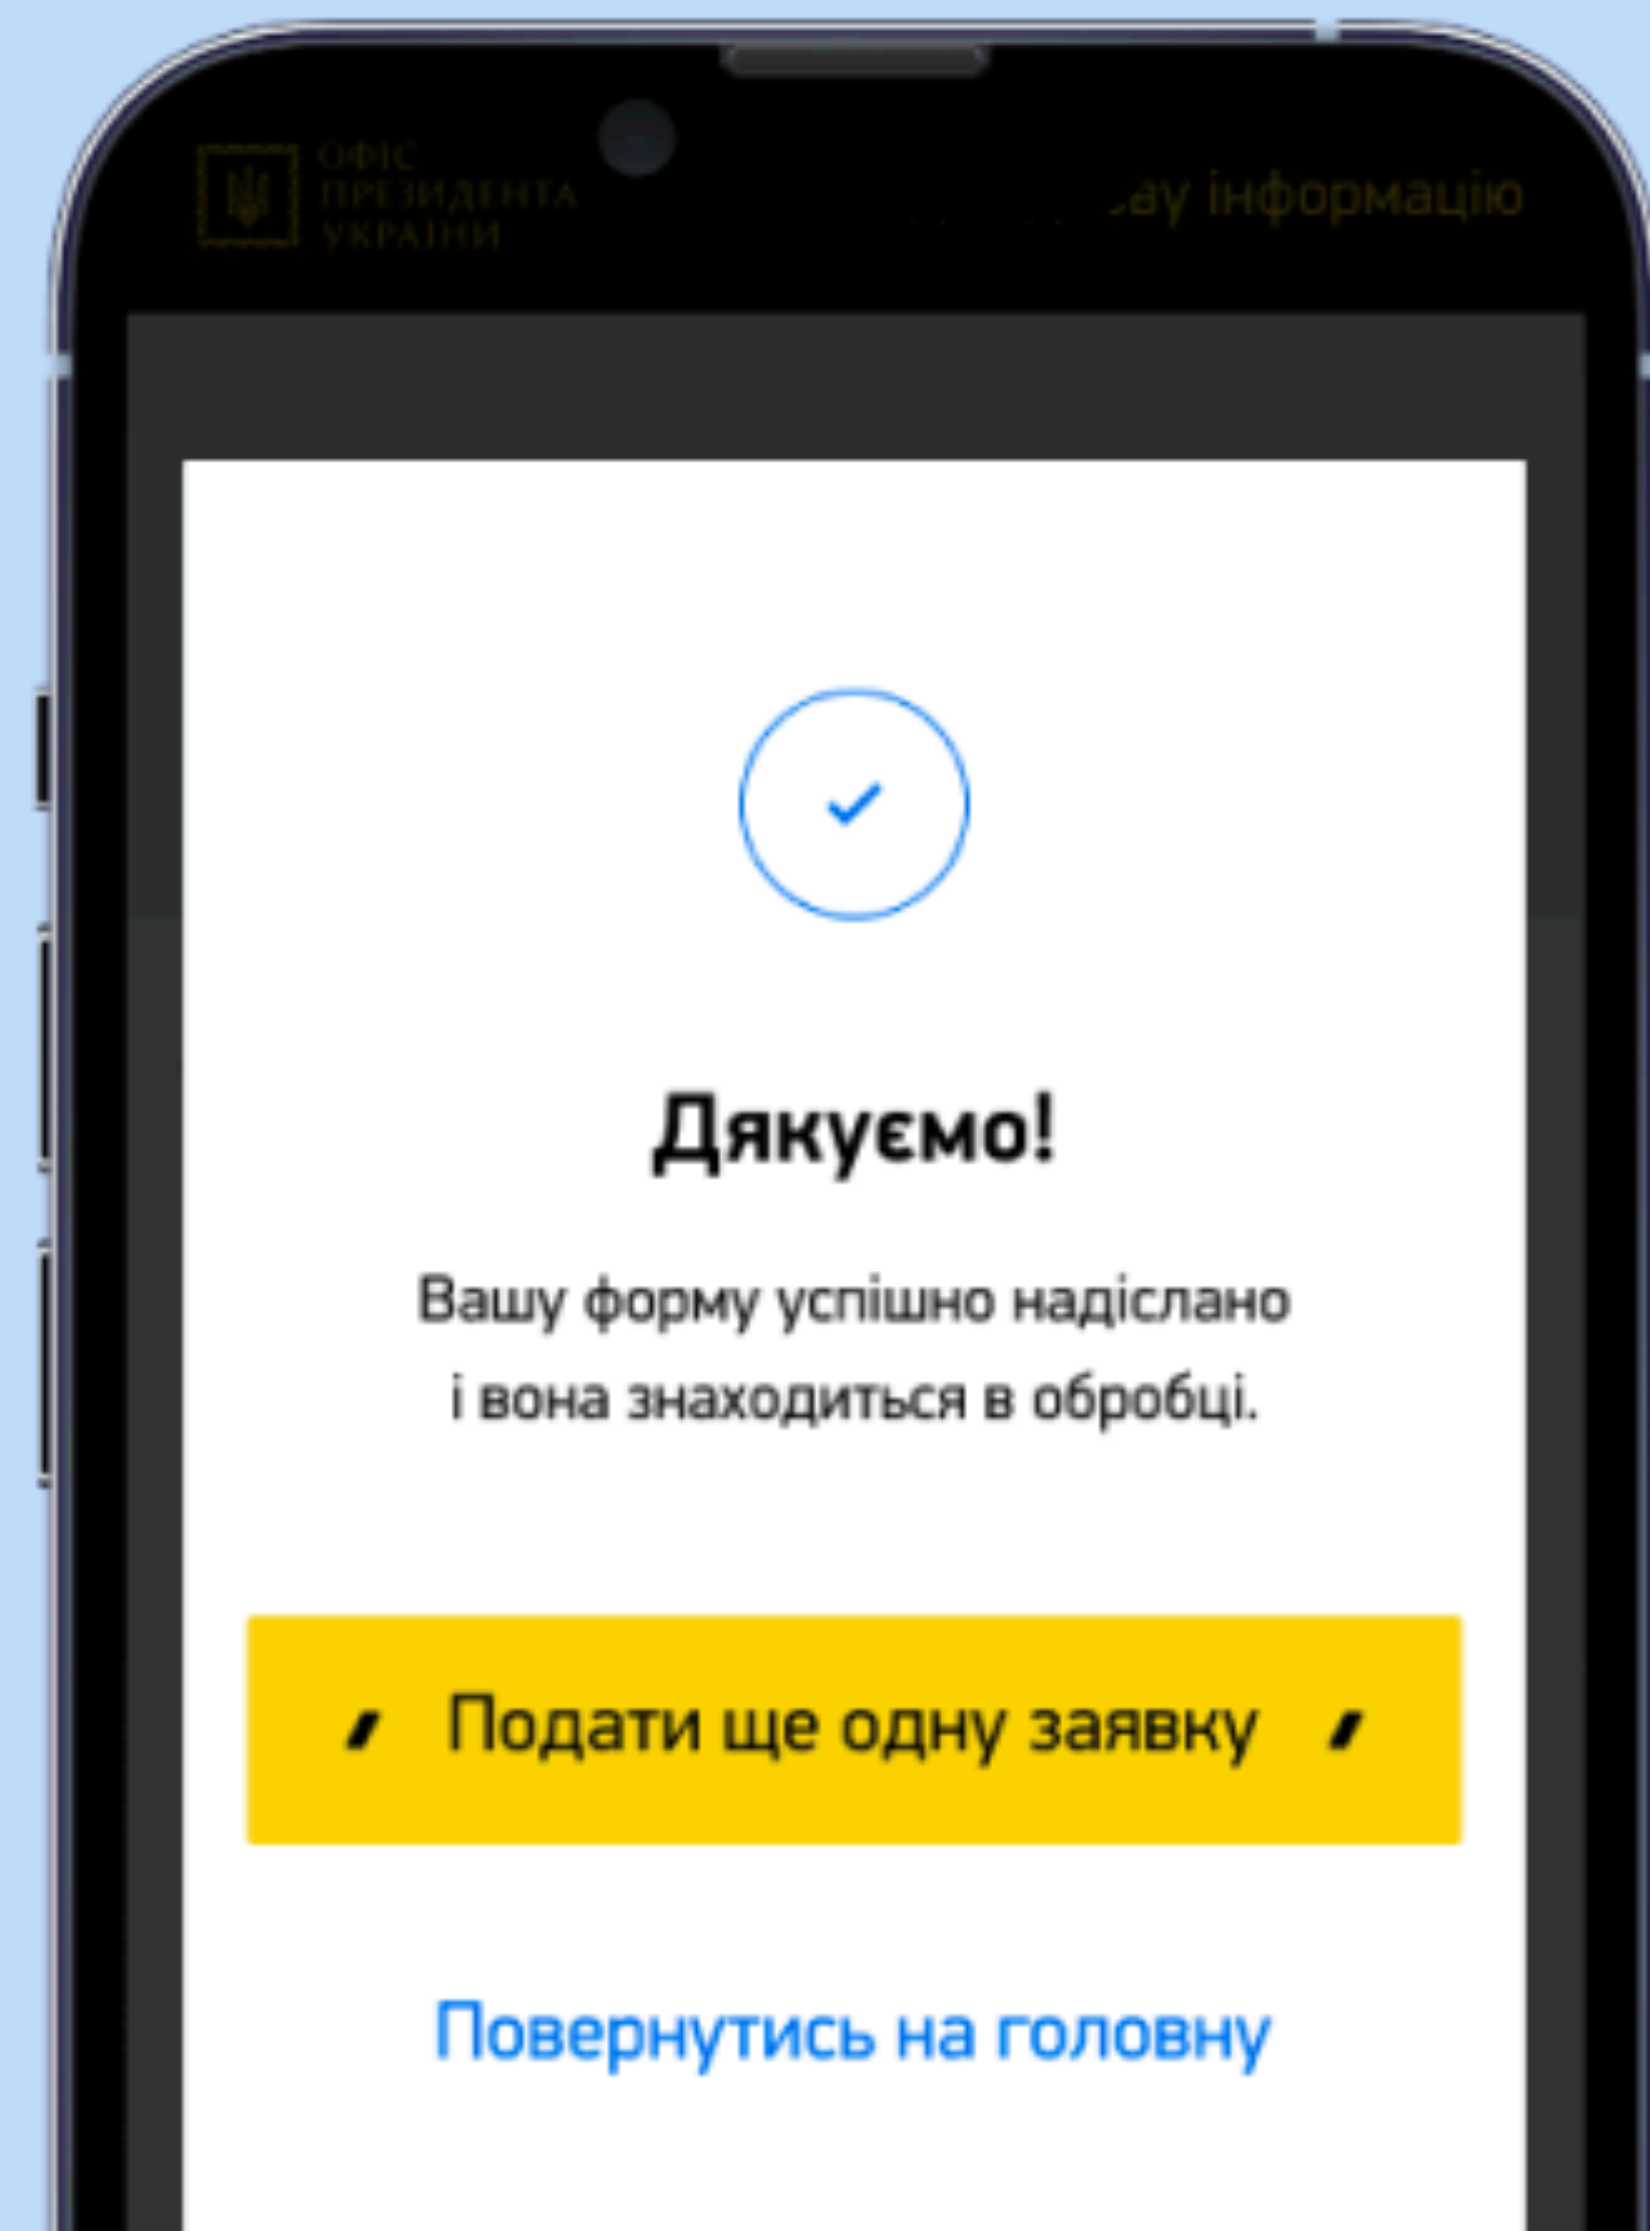 ОФІС
ПРЕЗИДЕНТА
УКРАЇНИ
інформацію
Дякуємо!
Вашу форму успішно надіслано
і вона знаходиться в обробці.
Подати ще одну заявку
Повернутись на головну